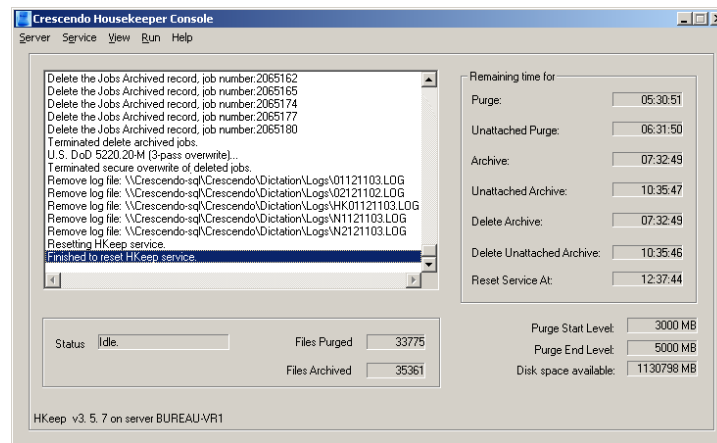 Crescendo Housekeeper Console
Server Service View Run Help
Delete the Jobs Archived record, job number:2065162
Delete the Jobs Archived record, job number:2065165
Delete the Jobs Archived record, job number:2065174
Delete the Jobs Archived record, job number:2065177
Delete the Jobs Archived record, job number:2065180
Terminated delete archived jobs.
U.S. DoD 5220.20-M (3-pass overwrite)...
Terminated secure overwrite of deleted jobs.
Remove log file: \\Crescendo-sql\Crescendo\Dictation\Logs\01121103.LOG
Remove log file: \\Crescendo-sql\Crescendo\Dictation\Logs\02121102.LOG
Remove log file: \\Crescendo-sql\Crescendo\Dictation\Logs\HK01121103.LOG
Remove log file: \\Crescendo-sql\Crescendo\Dictation\Logs\N1121103.LOG
Remove log file: \\Crescendo-sql\Crescendo\Dictation\Logs\N2121103.LOG
Resetting HKeep service.
Finished to reset HKeep service.
Remaining time for
Purge: 05:30:51
Unattached Purge: 06:31:50
Archive: 07:32:49
Unattached Archive: 10:35:47
Delete Archive: 07:32:49
Delete Unattached Archive: 10:35:46
Reset Service At: 12:37:44
Status Idle.
Files Purged 33775
Files Archived 35361
Purge Start Level: 3000 MB
Purge End Level: 5000 MB
Disk space available: 1130798 MB
HKeep v3. 5. 7 on server BUREAU-VR1